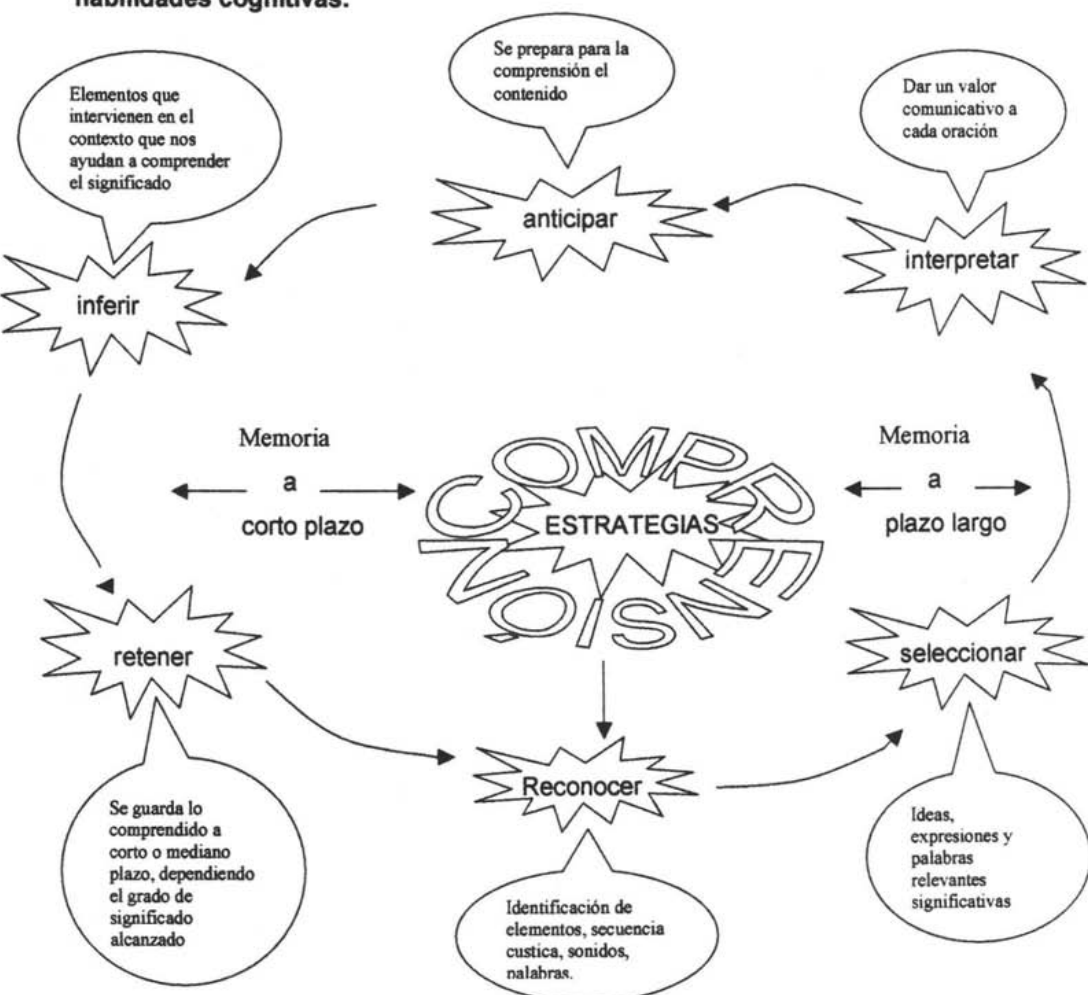 habilidades cognitivas.
Se prepara para la
comprensión el
contenido
Elementos que
intervienen en el
contexto que nos
ayudan a comprender
el significado
Dar un valor
comunicativo a
cada oración
anticipar
interpretar
inferir
Memoria
a
corto plazo
COMPRENSIÓN
ESTRATEGIAS
Memoria
a
plazo largo
retener
seleccionar
Reconocer
Se guarda lo
comprendido a
corto o mediano
plazo, dependiendo
el grado de
significado
alcanzado
Identificación de
elementos, secuencia
custica, sonidos,
palabras.
Ideas,
expresiones y
palabras
relevantes
significativas